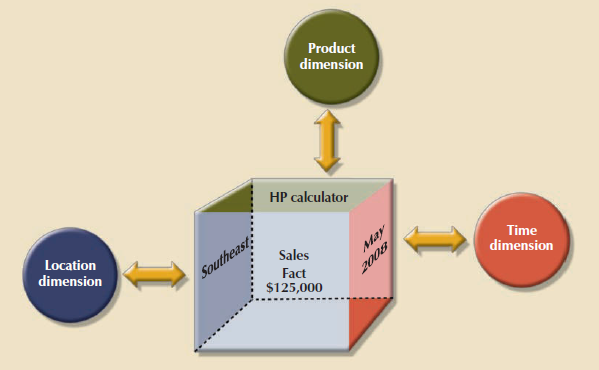 Product
dimension
HP calculator
Southeast
Sales
Fact
$125,000
May
2008
Location
dimension
Time
dimension